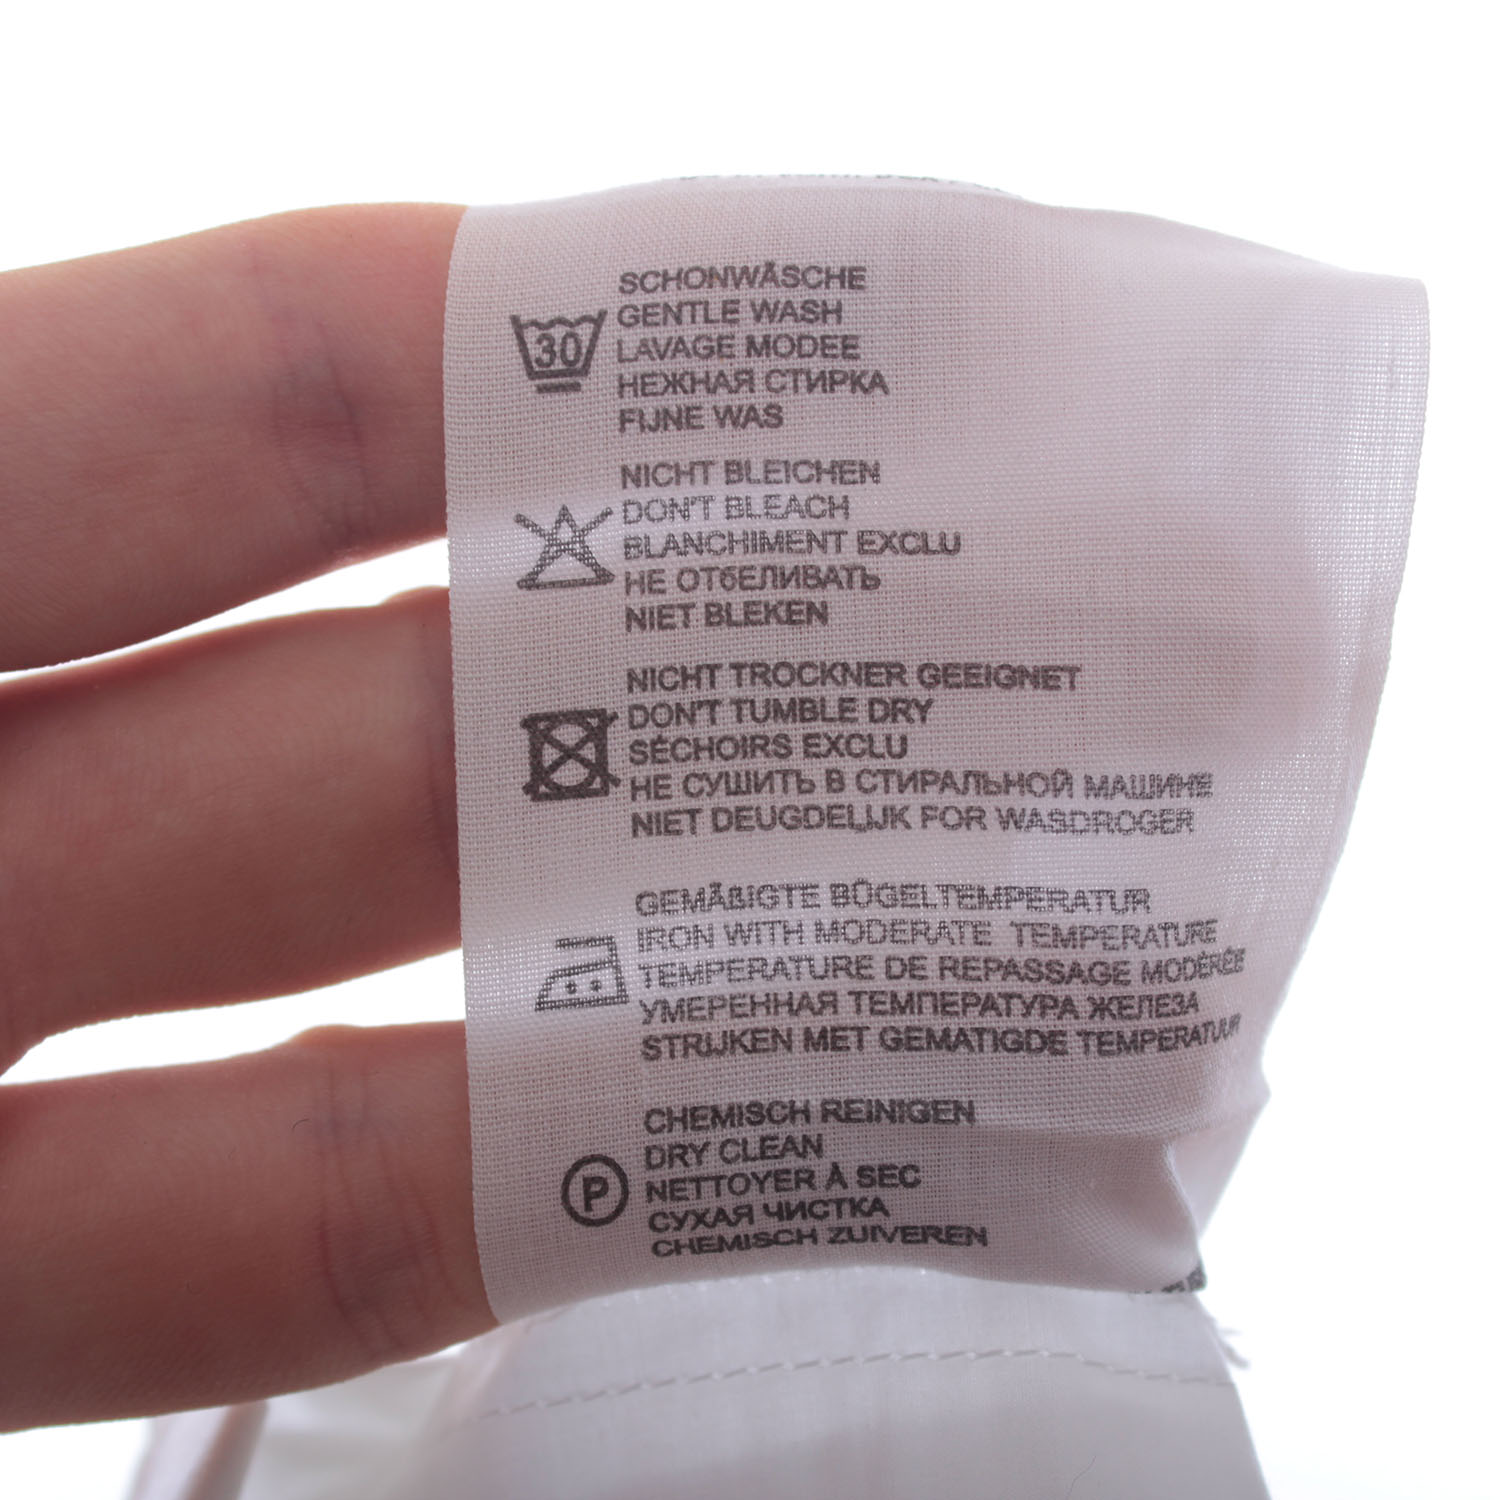 SCHONWÄSCHE
GENTLE WASH
30
LAVAGE MODEE
НЕЖНАЯ СТИРКА
FIJNE WAS
NICHT BLEICHEN
DON'T BLEACH
BLANCHIMENT EXCLU
НЕ ОТбЕЛИВАТЬ
NIET BLEKEN
NICHT TROCKNER GEEIGNET
DON'T TUMBLE DRY
SÉCHOIRS EXCLU
НЕ СУШИТЬ В СТИРАЛЬНОЙ МАШИНЕ
NIET DEUGDELIJK FOR WASDROGER
GEMÄßIGTE BÜGELTEMPERATUR
IRON WITH MODERATE TEMPERATURE
TEMPERATURE DE REPASSAGE MODÉRÉE
УМЕРЕННАЯ ТЕМПЕРАТУРА ЖЕЛЕЗА
STRIJKEN MET GEMATIGDE TEMPERATUUR
CHEMISCH REINIGEN
DRY CLEAN
P
NETTOYER À SEC
СУХАЯ ЧИСТКА
CHEMISCH ZUIVEREN